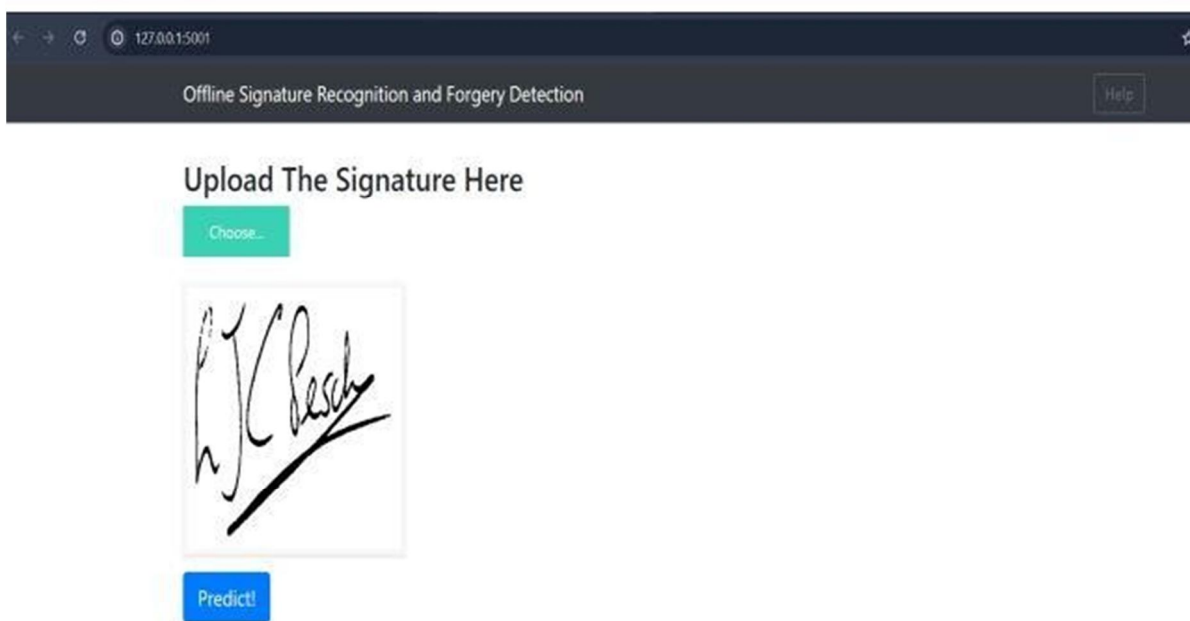 127.0.0.1:5001
Offline Signature Recognition and Forgery Detection
Help
Upload The Signature Here
Choose...
Predict!